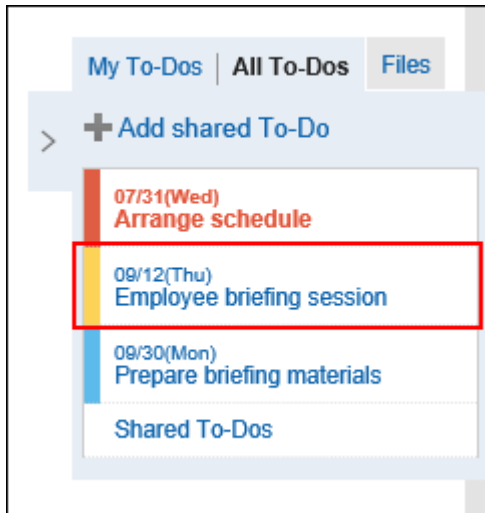 My To-Dos | All To-Dos Files
Add shared To-Do
07/31(Wed)
Arrange schedule
09/12(Thu)
Employee briefing session
09/30(Mon)
Prepare briefing materials
Shared To-Dos